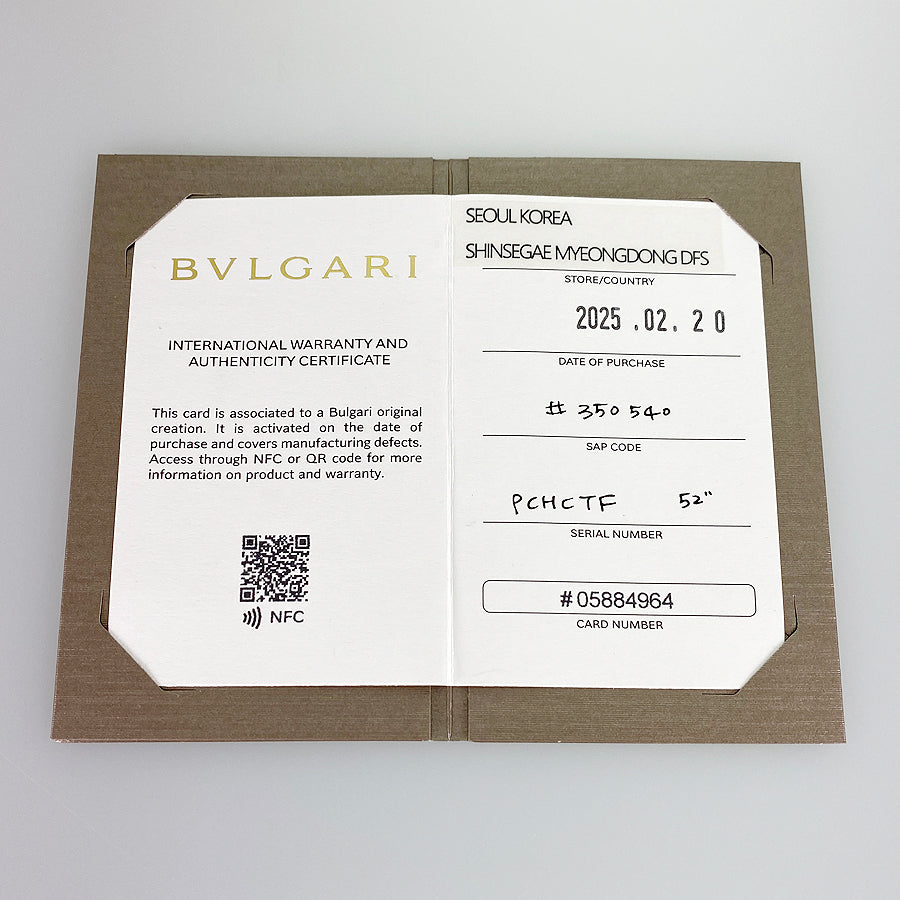 BVLGARI
INTERNATIONAL WARRANTY AND
AUTHENTICITY CERTIFICATE
This card is associated to a Bulgari original
creation. It is activated on the date of
purchase and covers manufacturing defects.
Access through NFC or QR code for more
information on product and warranty.
NFC
SEOUL KOREA
SHINSEGAE MYEONGDONG DFS
STORE/COUNTRY
2025 .02. 20
DATE OF PURCHASE
# 350540
SAP CODE
PCHCTF 52"
SERIAL NUMBER
#05884964
CARD NUMBER